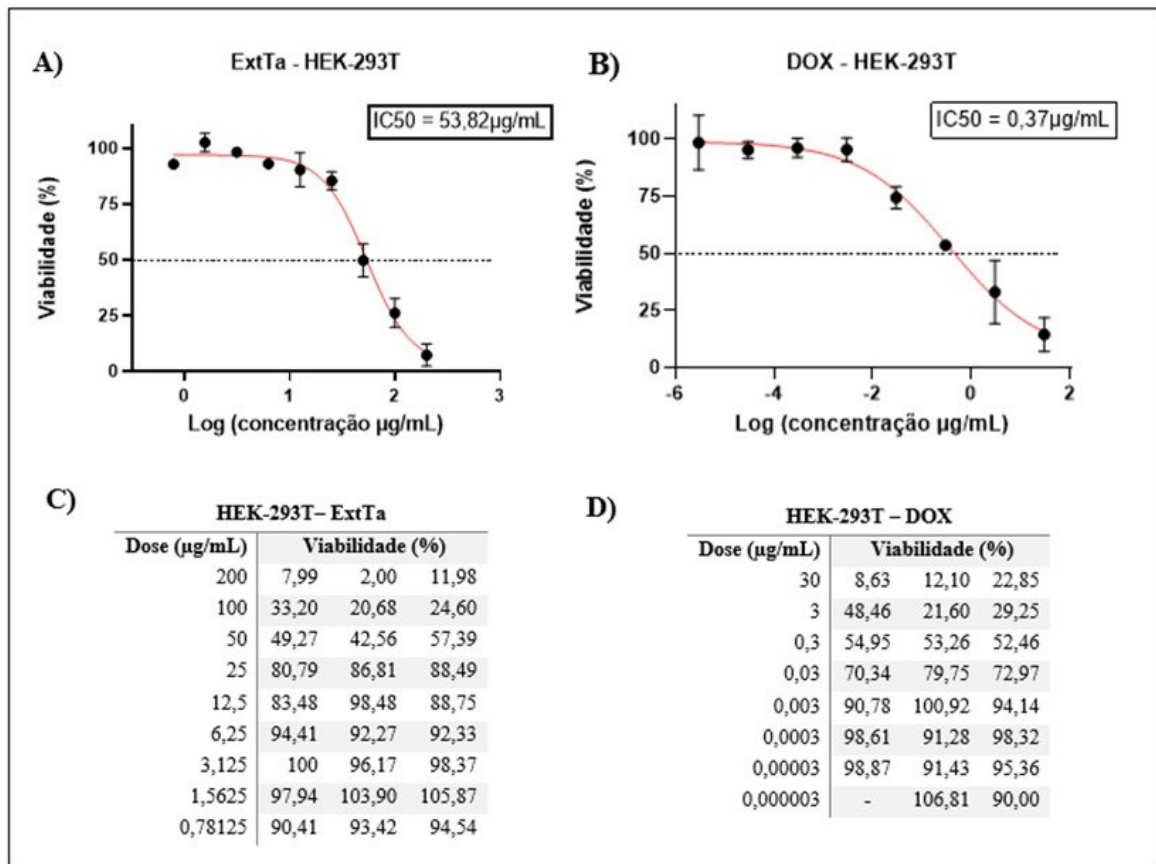 A)
ExtTa - HEK-293T
IC50 = 53,82µg/mL
Viabilidade (%)
100
75
50
25
0
0 1 2 3
Log (concentração µg/mL)
B)
DOX - HEK-293T
IC50 = 0,37µg/mL
Viabilidade (%)
100
75
50
25
0
-6 -4 -2 0 2
Log (concentração µg/mL)
C)
HEK-293T– ExtTa
Dose (µg/mL) Viabilidade (%)
200 7,99 2,00 11,98
100 33,20 20,68 24,60
50 49,27 42,56 57,39
25 80,79 86,81 88,49
12,5 83,48 98,48 88,75
6,25 94,41 92,27 92,33
3,125 100 96,17 98,37
1,5625 97,94 103,90 105,87
0,78125 90,41 93,42 94,54
D)
HEK-293T – DOX
Dose (µg/mL) Viabilidade (%)
30 8,63 12,10 22,85
3 48,46 21,60 29,25
0,3 54,95 53,26 52,46
0,03 70,34 79,75 72,97
0,003 90,78 100,92 94,14
0,0003 98,61 91,28 98,32
0,00003 98,87 91,43 95,36
0,000003 - 106,81 90,00